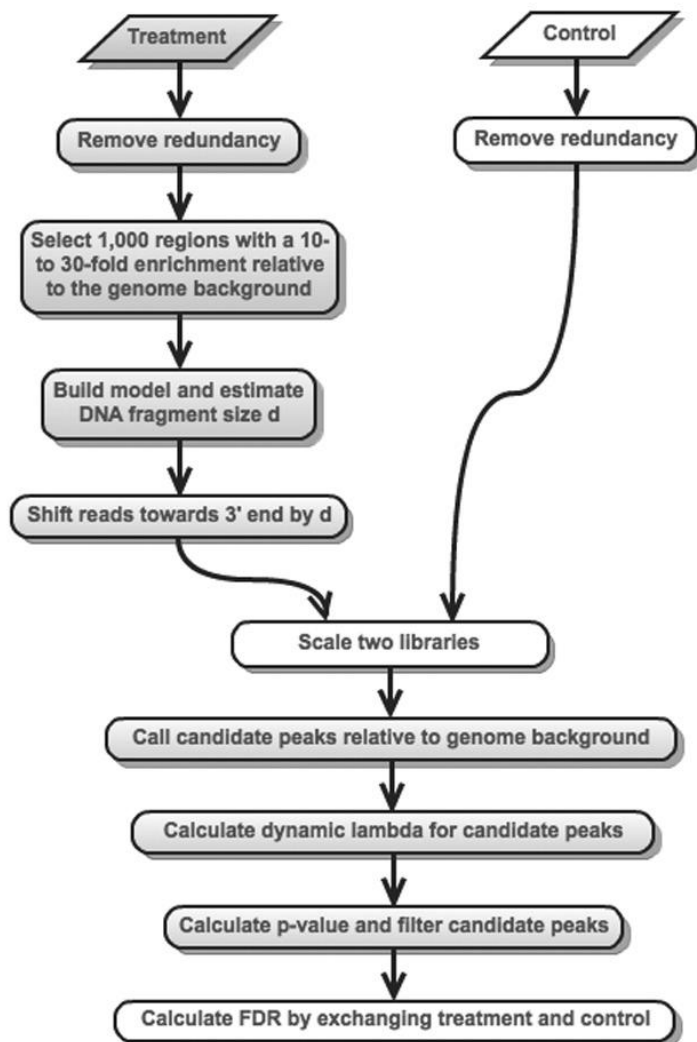 Treatment
Control
Remove redundancy
Remove redundancy
Select 1,000 regions with a 10-
to 30-fold enrichment relative
to the genome background
Build model and estimate
DNA fragment size d
Shift reads towards 3' end by d
Scale two libraries
Call candidate peaks relative to genome background
Calculate dynamic lambda for candidate peaks
Calculate p-value and filter candidate peaks
Calculate FDR by exchanging treatment and control